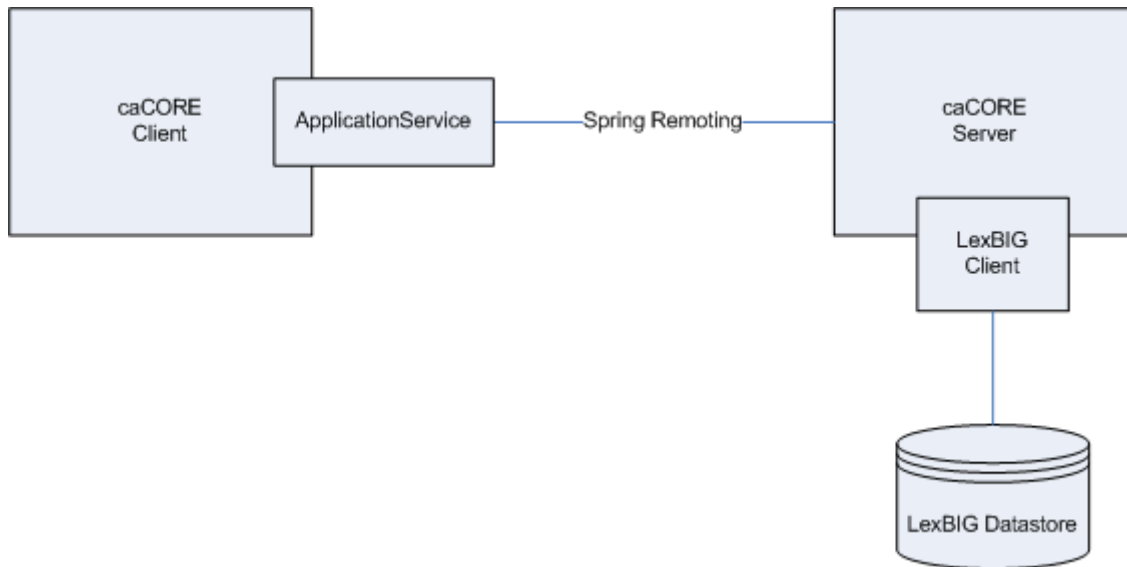 caCORE
Client
ApplicationService
Spring Remoting
caCORE
Server
LexBIG
Client
LexBIG Datastore